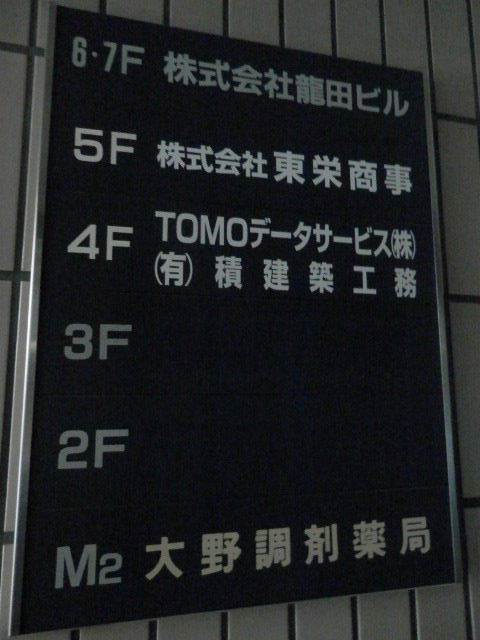 6・7F 株式会社龍田ビル
5F 株式会社 東栄商事
4F TOMOデータサービス㈱
㈲ 積建築工務
3F
2F
M2 大野調剤薬局